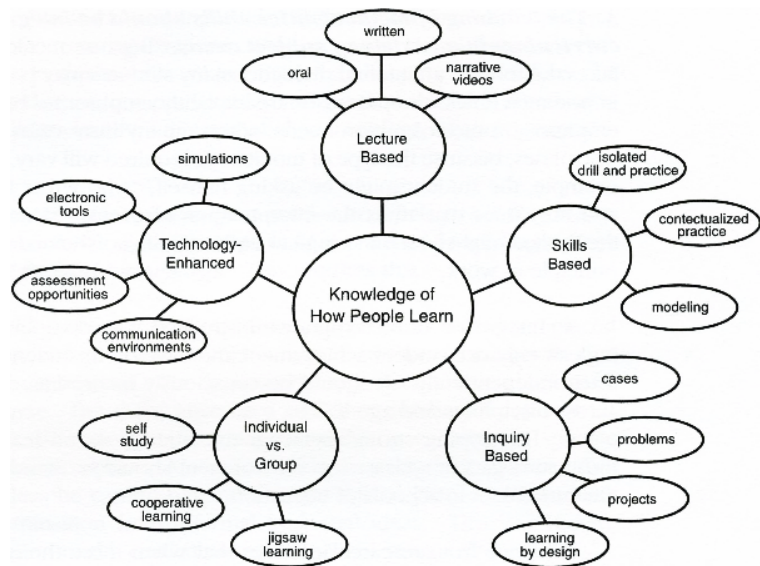 written
oral
narrative
videos
Lecture
Based
simulations
electronic
tools
Technology-
Enhanced
assessment
opportunities
communication
environments
isolated
drill and practice
contectualized
practice
Skills
Based
modeling
Knowledge of
How People Learn
Individual
vs.
Group
self
study
cooperative
learning
jigsaw
learning
Inquiry
Based
cases
problems
projects
learning
by design